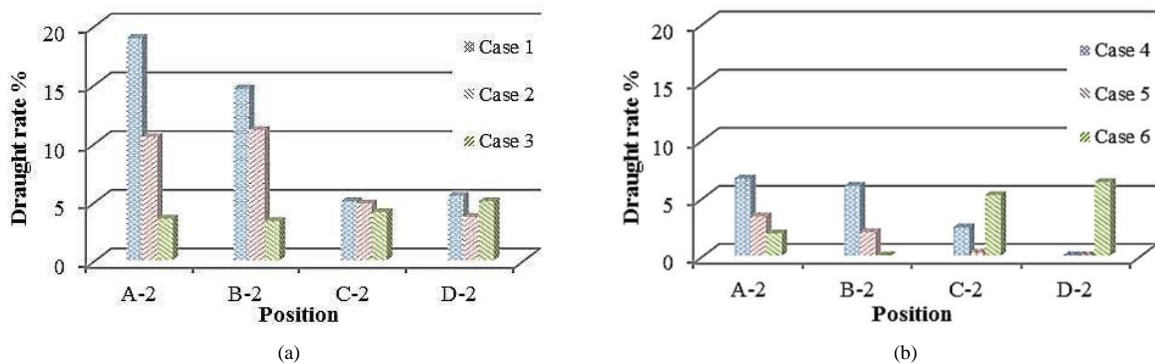 Draught rate %
20
15
10
5
0
Case 1
Case 2
Case 3
A-2 B-2 C-2 D-2
Position
(a)
Draught rate %
20
15
10
5
0
Case 4
Case 5
Case 6
A-2 B-2 C-2 D-2
Position
(b)